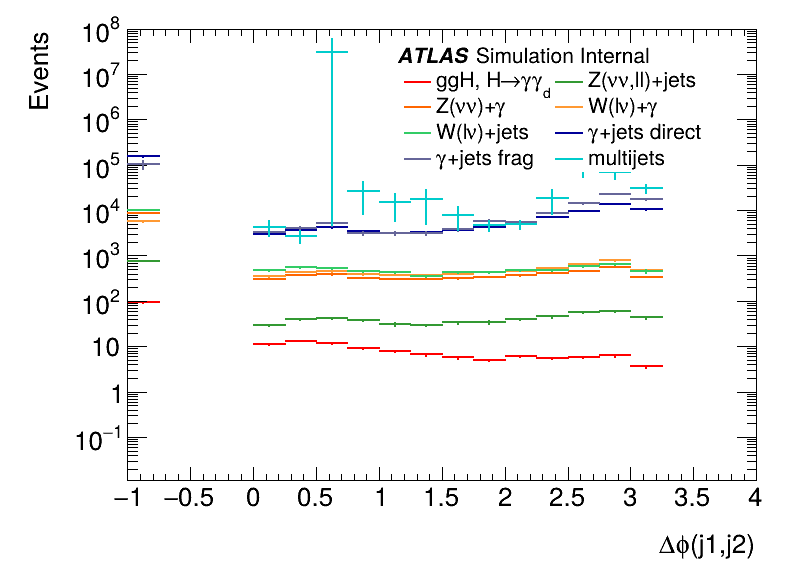 Events
10⁸
10⁷
10⁶
10⁵
10⁴
10³
10²
10
1
10⁻¹
ATLAS Simulation Internal
ggH, H→γγ_d
Z(νν,ll)+jets
Z(νν)+γ
W(lν)+γ
W(lν)+jets
γ+jets direct
γ+jets frag
multijets
−1 −0.5 0 0.5 1 1.5 2 2.5 3 3.5 4
Δϕ(j1,j2)